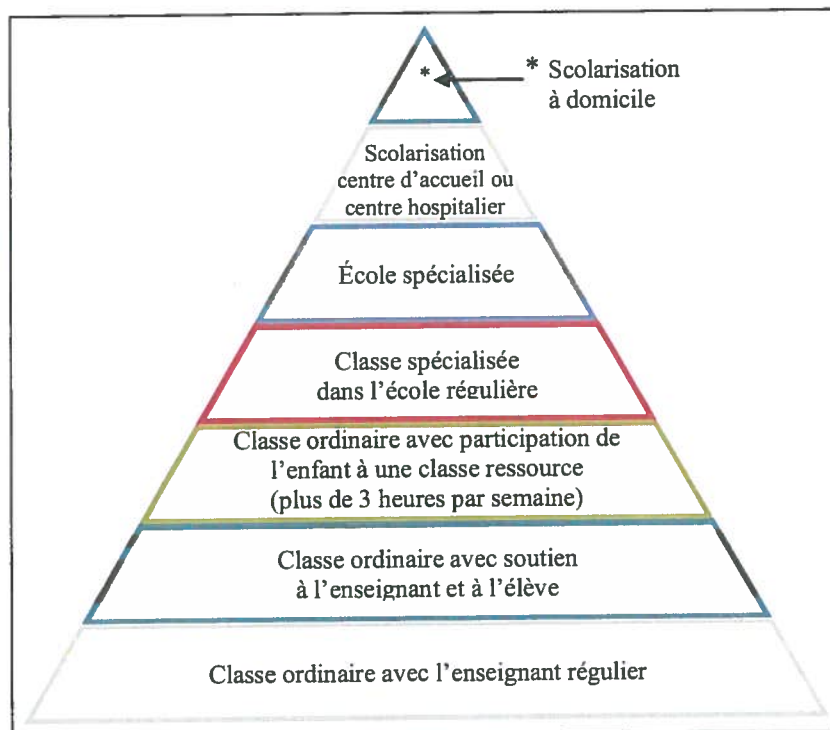 *
* Scolarisation
à domicile
Scolarisation
centre d'accueil ou
centre hospitalier
École spécialisée
Classe spécialisée
dans l'école régulière
Classe ordinaire avec participation de
l'enfant à une classe ressource
(plus de 3 heures par semaine)
Classe ordinaire avec soutien
à l'enseignant et à l'élève
Classe ordinaire avec l'enseignant régulier